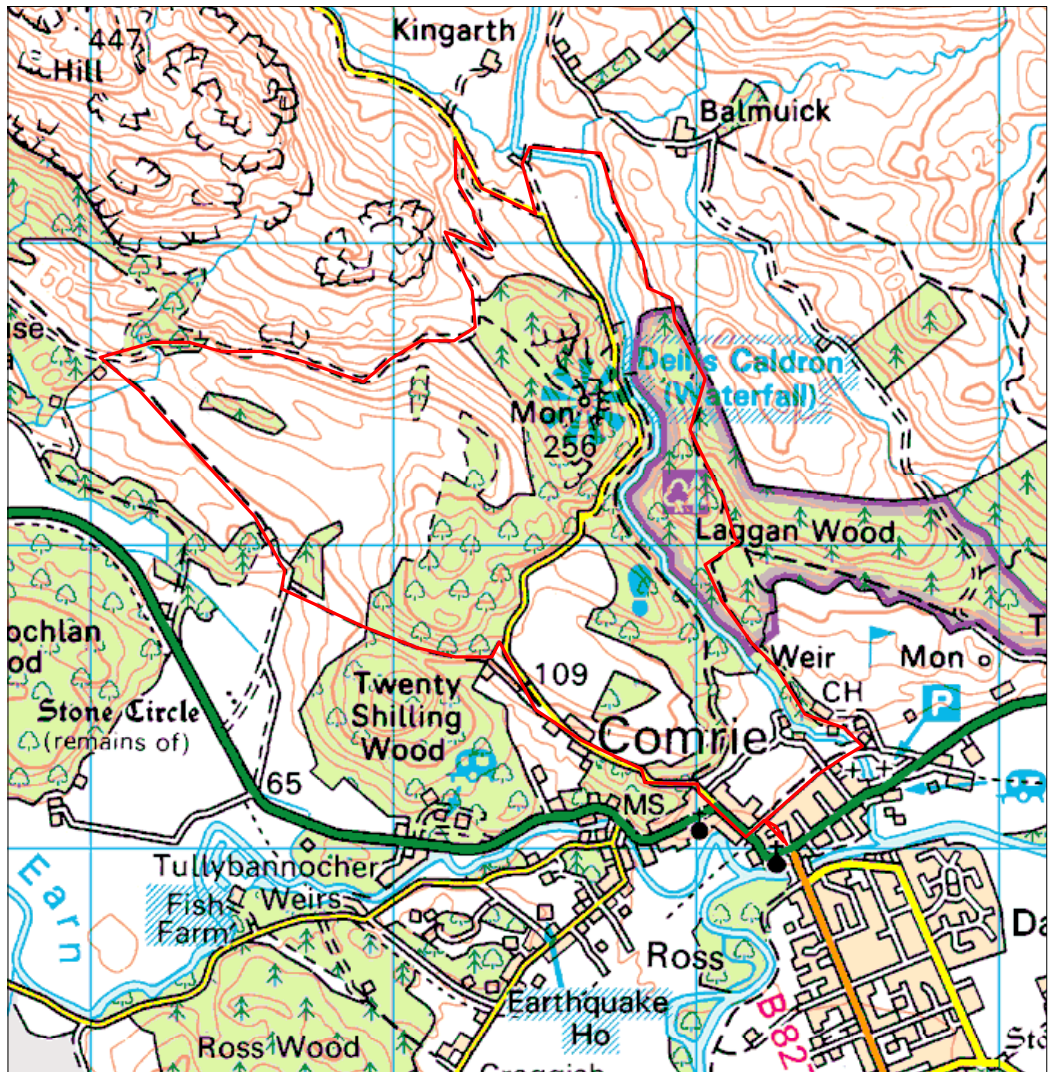 Kingarth
447
Hill
Balmuick
250
50
Deil's Caldron
(Waterfall)
Mon
256
Laggan Wood
109
Weir
Mon
CH
P
Twenty
Shilling
Wood
Stone Circle
(remains of)
Comrie
65
MS
Tullybannocher
Weirs
Fish
Farm
Earn
Ross
Earthquake
Ho
Ross Wood
B 82